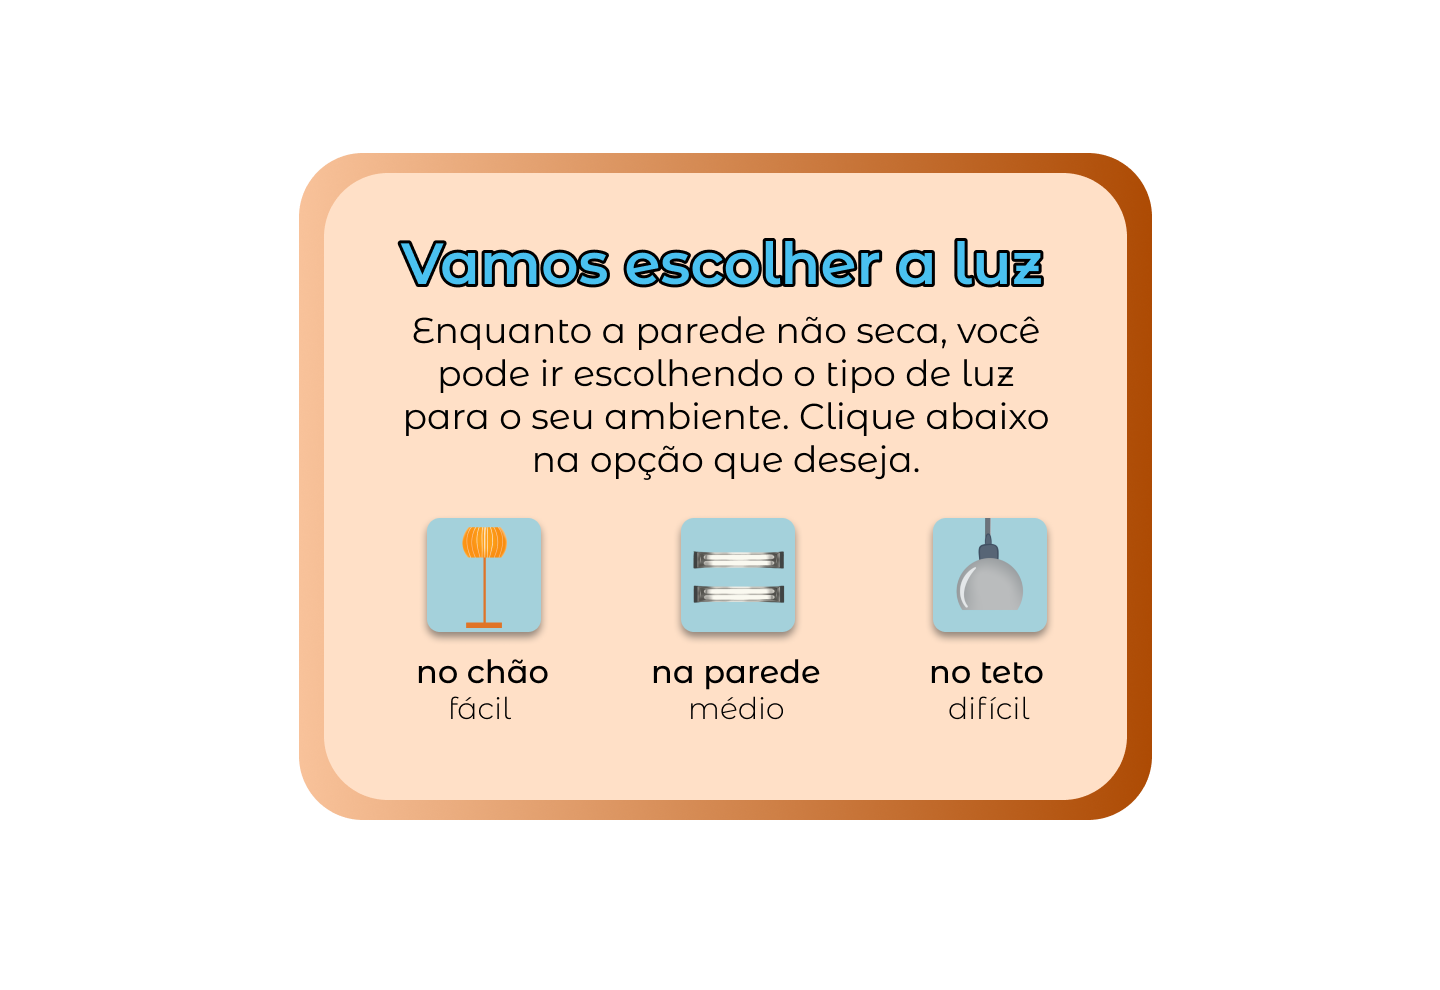 Vamos escolher a luz
Enquanto a parede não seca, você
pode ir escolhendo o tipo de luz
para o seu ambiente. Clique abaixo
na opção que deseja.
no chão
fácil
na parede
médio
no teto
difícil